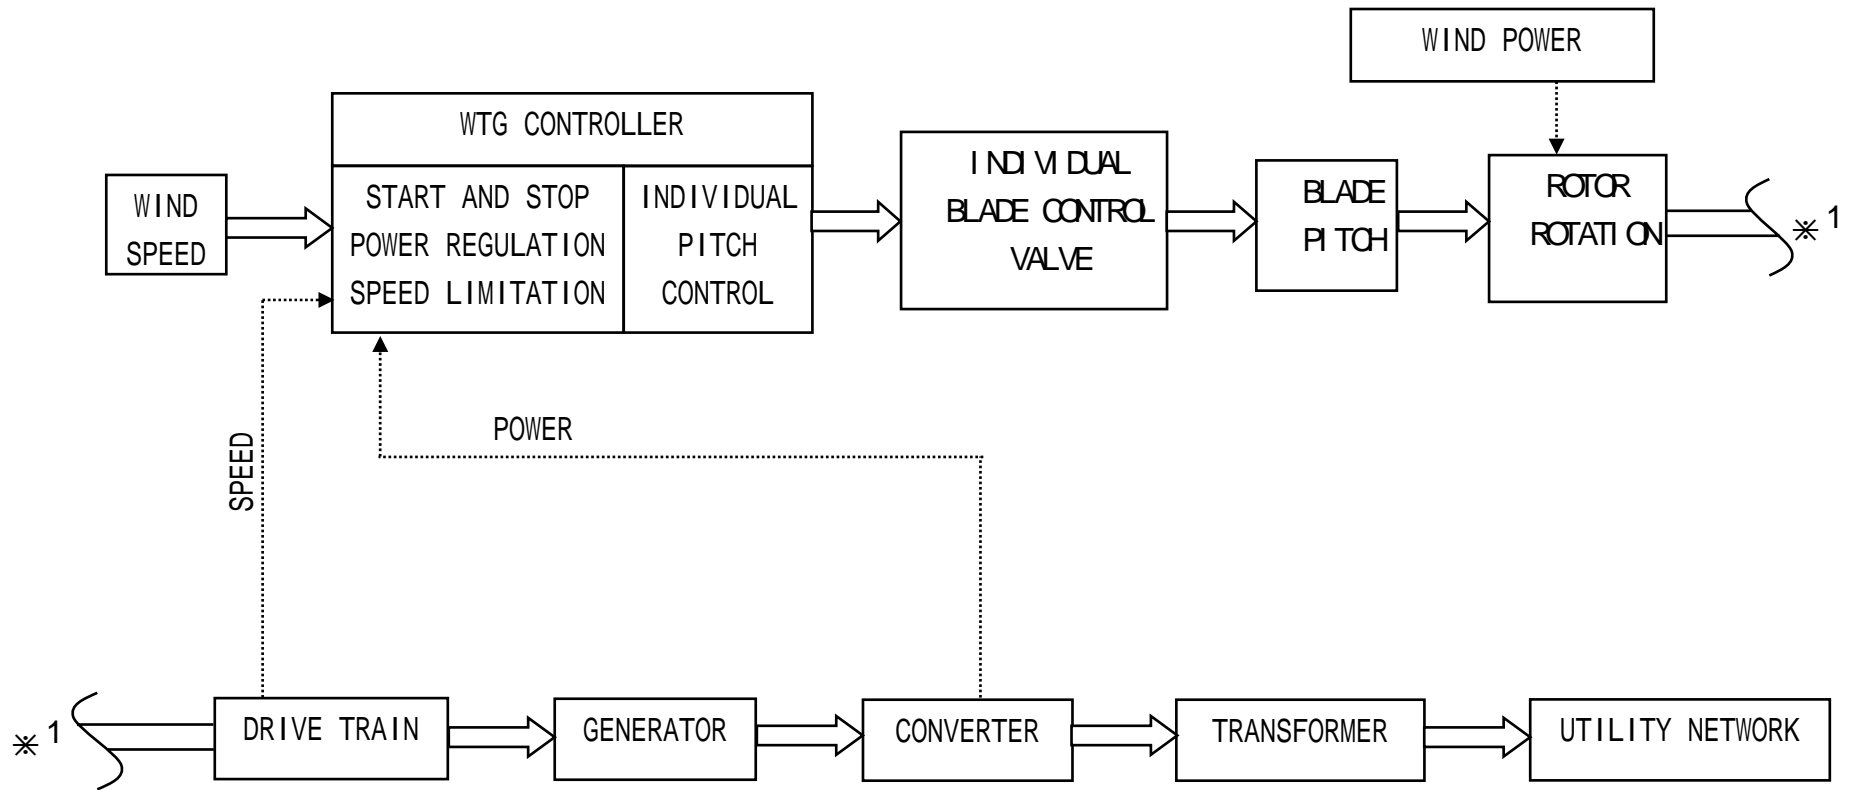 WIND POWER
WTG CONTROLLER
WIND
SPEED
START AND STOP
POWER REGULATION
SPEED LIMITATION
INDIVIDUAL
PITCH
CONTROL
INDIVIDUAL
BLADE CONTROL
VALVE
BLADE
PITCH
ROTOR
ROTATION
※1
SPEED
POWER
※1
DRIVE TRAIN
GENERATOR
CONVERTER
TRANSFORMER
UTILITY NETWORK